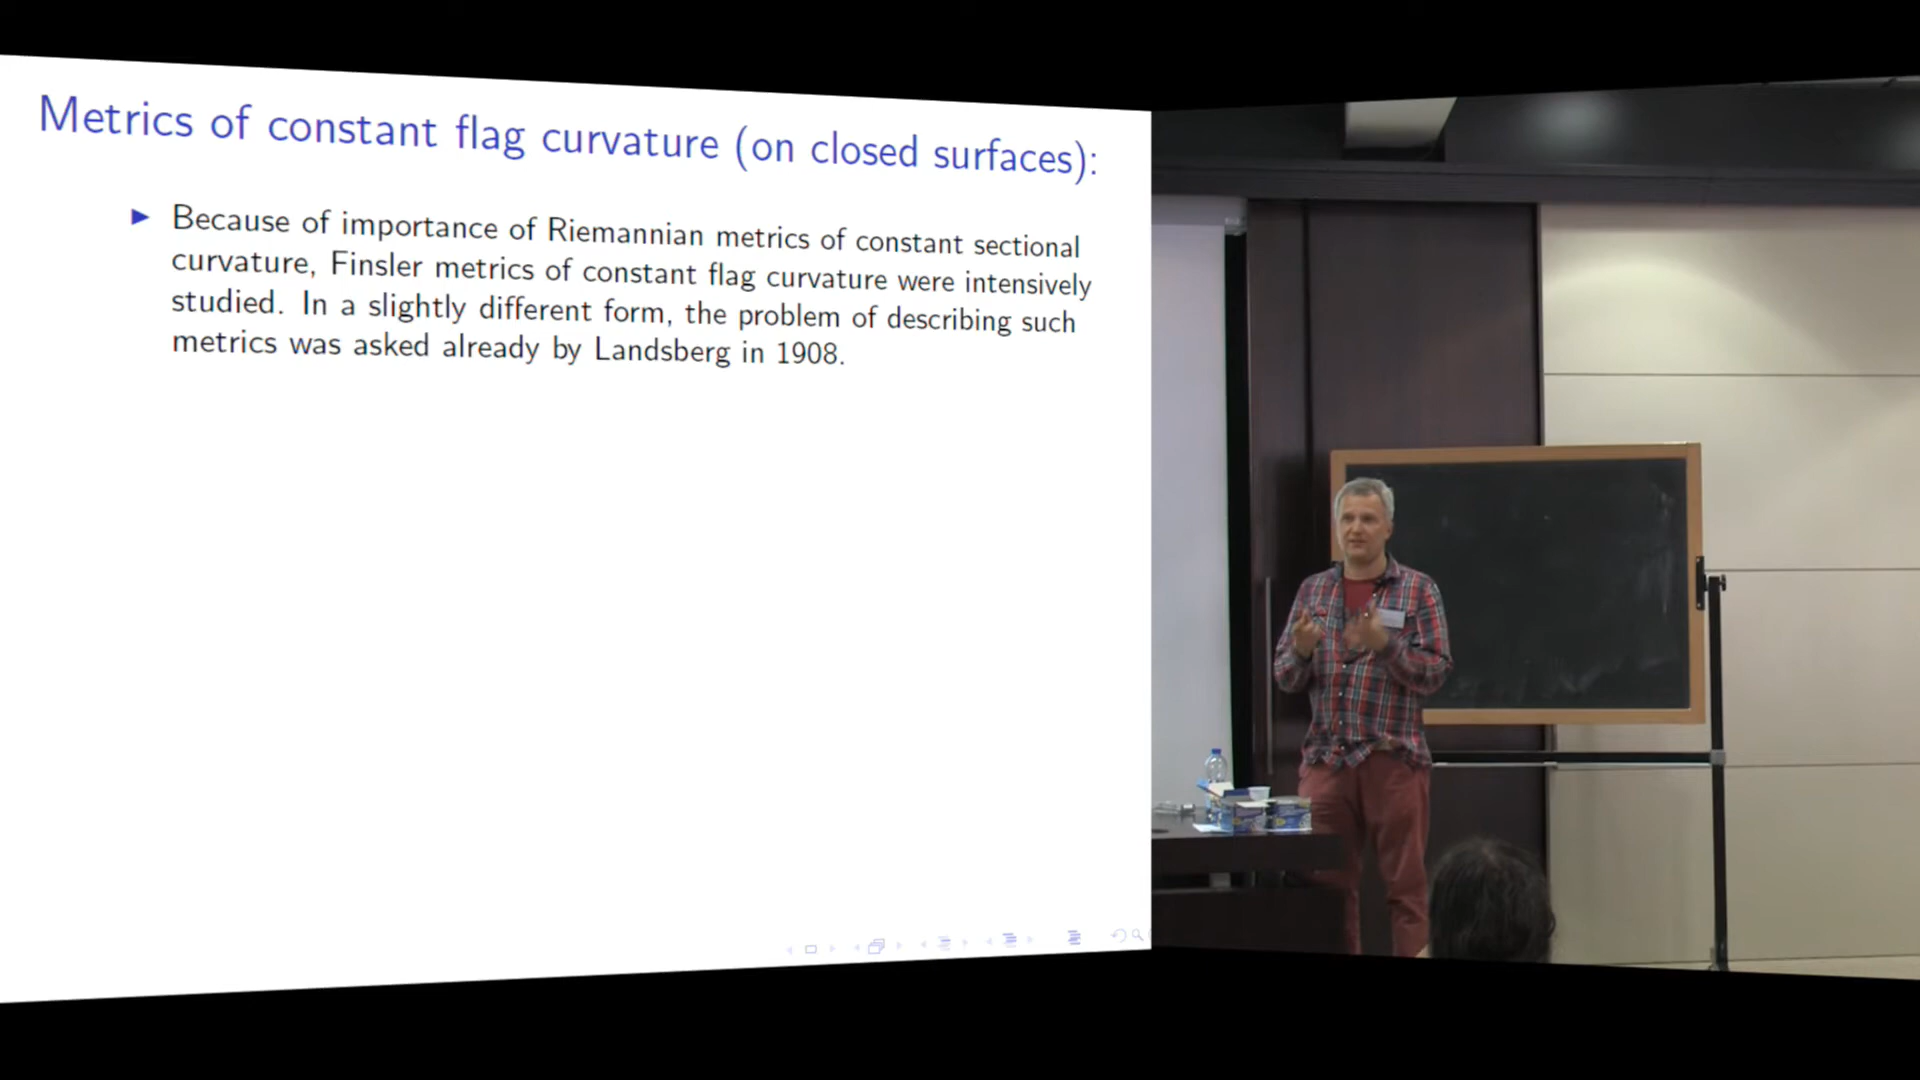 Metrics of constant flag curvature (on closed surfaces):
Because of importance of Riemannian metrics of constant sectional
curvature, Finsler metrics of constant flag curvature were intensively
studied. In a slightly different form, the problem of describing such
metrics was asked already by Landsberg in 1908.